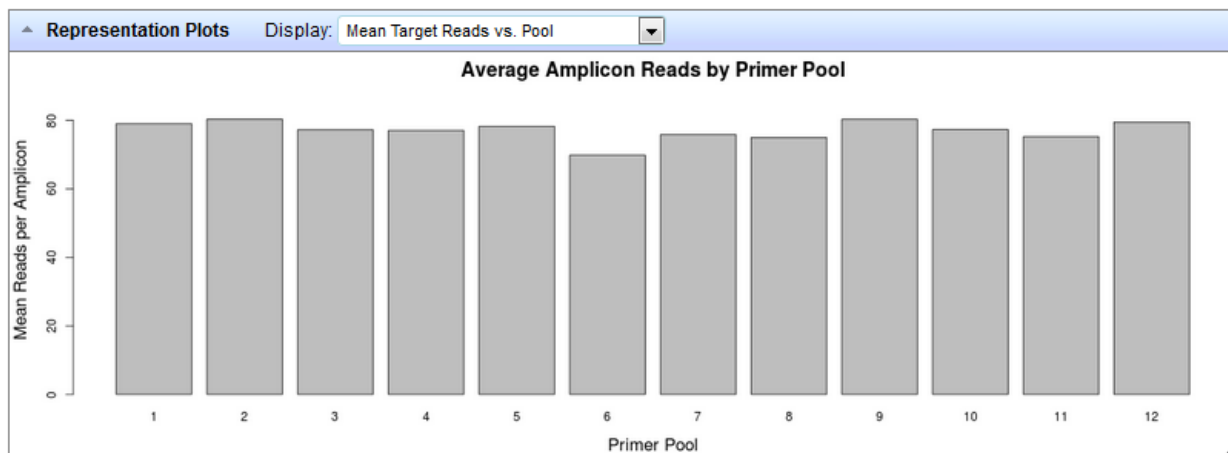 Representation Plots Display: Mean Target Reads vs. Pool
Average Amplicon Reads by Primer Pool
Mean Reads per Amplicon
80
60
40
20
0
1 2 3 4 5 6 7 8 9 10 11 12
Primer Pool